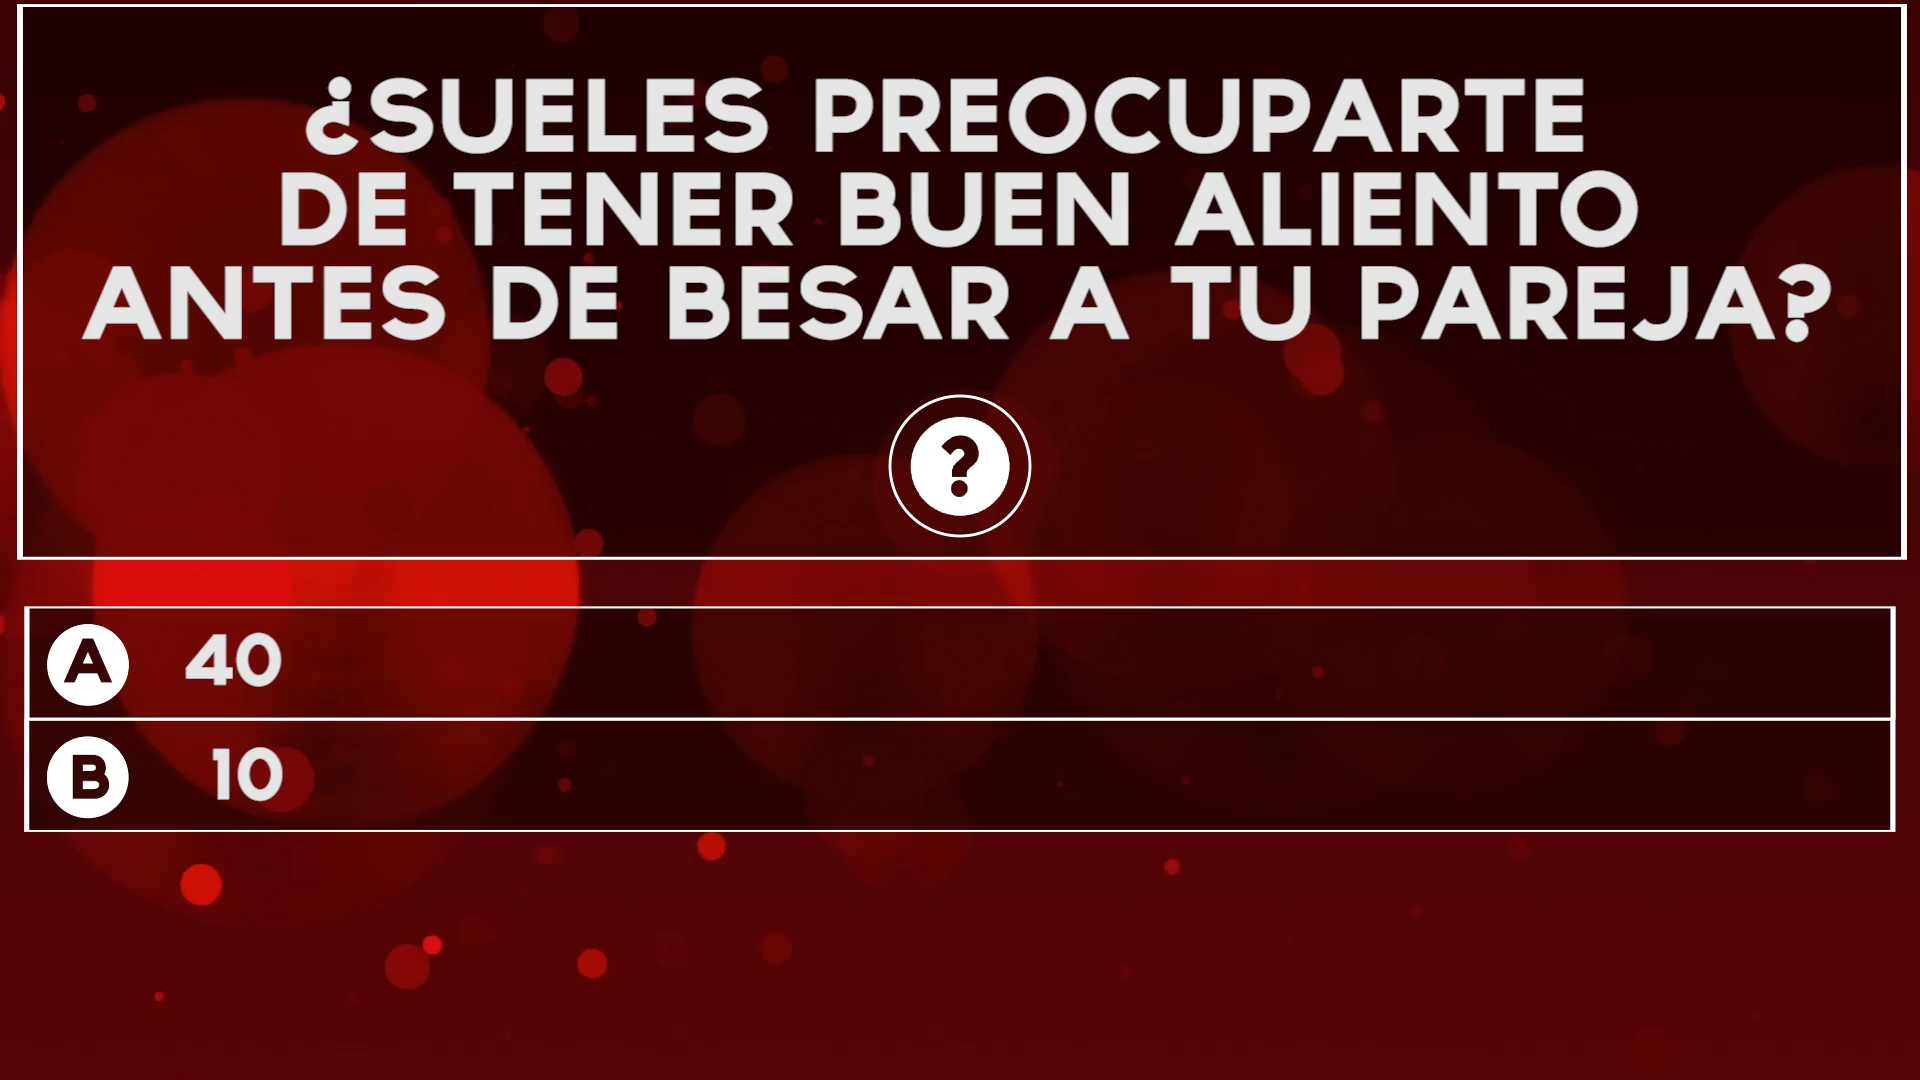 ¿SUELES PREOCUPARTE
DE TENER BUEN ALIENTO
ANTES DE BESAR A TU PAREJA?
?
A 40
B 10